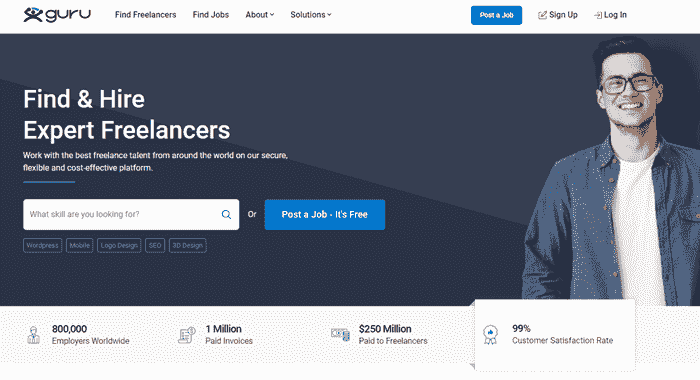 guru
Find Freelancers
Find Jobs
About
Solutions
Post a Job
Sign Up
Log In
Find & Hire
Expert Freelancers
Work with the best freelance talent from around the world on our secure,
flexible and cost-effective platform.
What skill are you looking for?
Or
Post a Job - It's Free
Wordpress
Mobile
Logo Design
SEO
3D Design
800,000
Employers Worldwide
1 Million
Paid Invoices
$250 Million
Paid to Freelancers
99%
Customer Satisfaction Rate